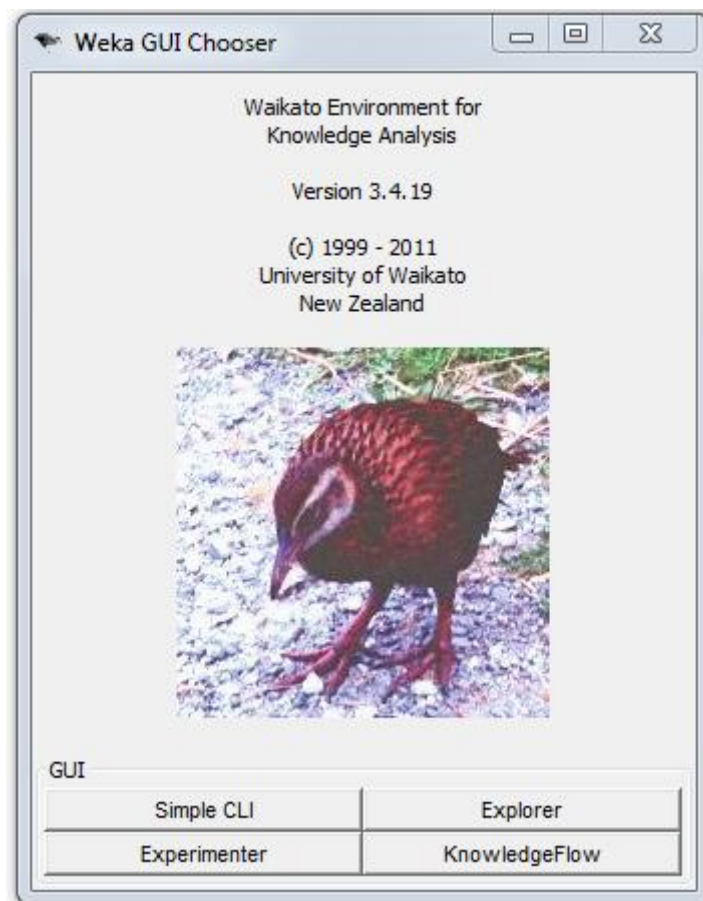 Weka GUI Chooser
Waikato Environment for
Knowledge Analysis
Version 3.4.19
(c) 1999 - 2011
University of Waikato
New Zealand
GUI
Simple CLI
Explorer
Experimenter
KnowledgeFlow